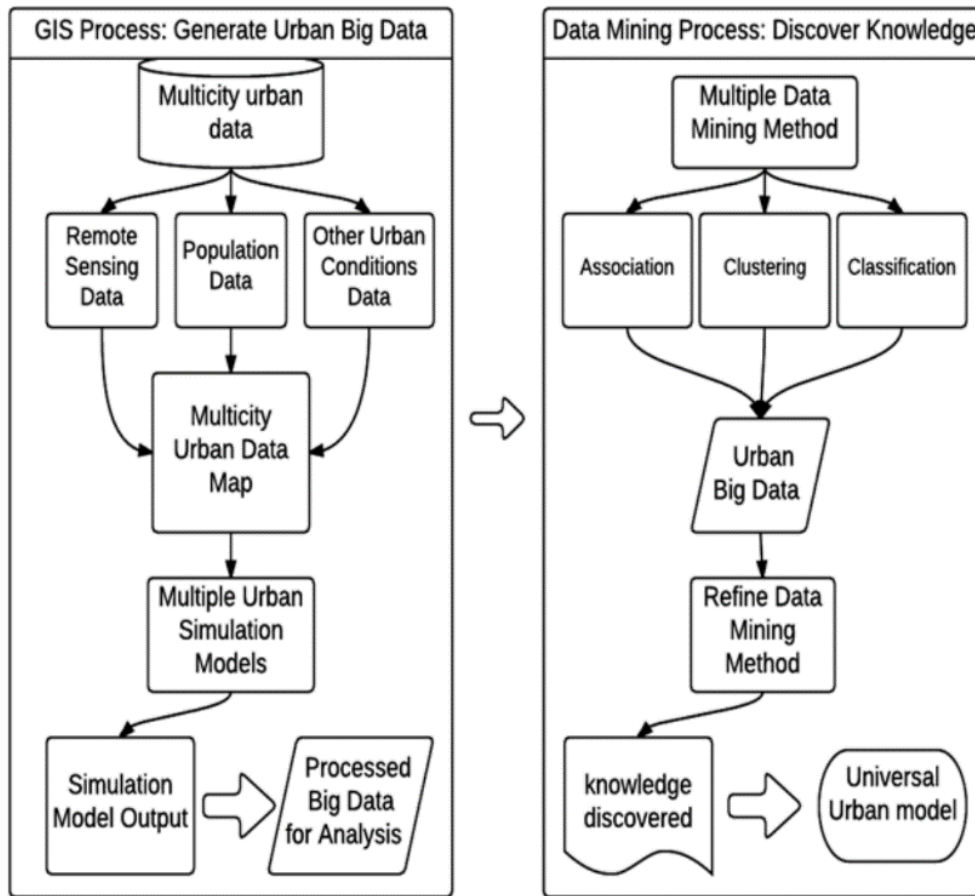 GIS Process: Generate Urban Big Data
Multicity urban
data
Remote
Sensing
Data
Population
Data
Other Urban
Conditions
Data
Multicity
Urban Data
Map
Multiple Urban
Simulation
Models
Simulation
Model Output
Processed
Big Data
for Analysis
Data Mining Process: Discover Knowledge
Multiple Data
Mining Method
Association
Clustering
Classification
Urban
Big Data
Refine Data
Mining
Method
knowledge
discovered
Universal
Urban model